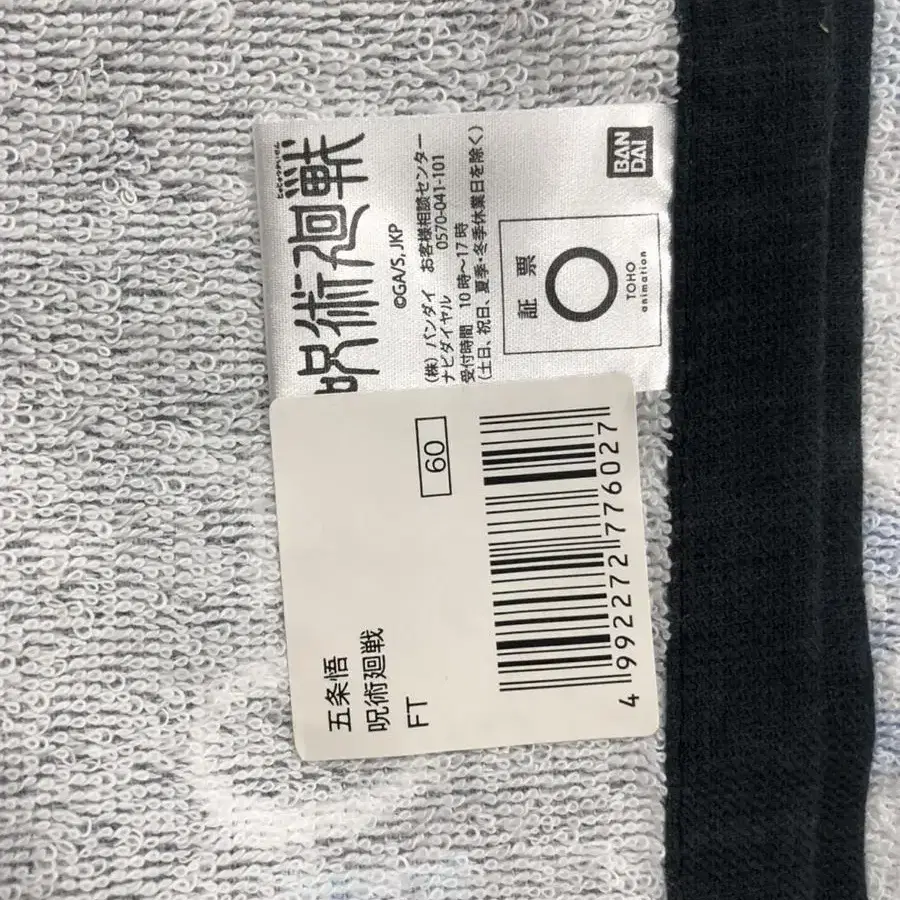 じゅじゅつかいせん
呪術廻戦
©GA/S, JKP
(株) バンダイ お客様相談センター
ナビダイヤル 0570-041-101
受付時間 10時～17時
(土日、祝日、夏季・冬季休業日を除く)
BAN
DAI
証票
TOHO
animation
60
4992272776027
五条悟
呪術廻戦
FT